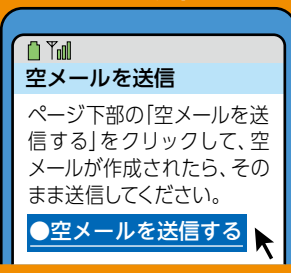 空メールを送信
ページ下部の「空メールを送
信する」をクリックして、空
メールが作成されたら、その
まま送信してください。
●空メールを送信する